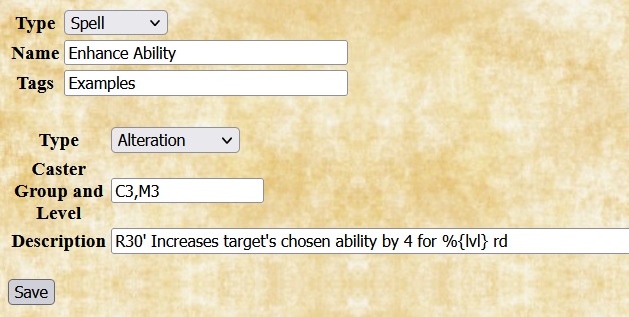 Type Spell
Name Enhance Ability
Tags Examples
Type Alteration
Caster
Group and C3,M3
Level
Description R30' Increases target's chosen ability by 4 for %{lvl} rd
Save